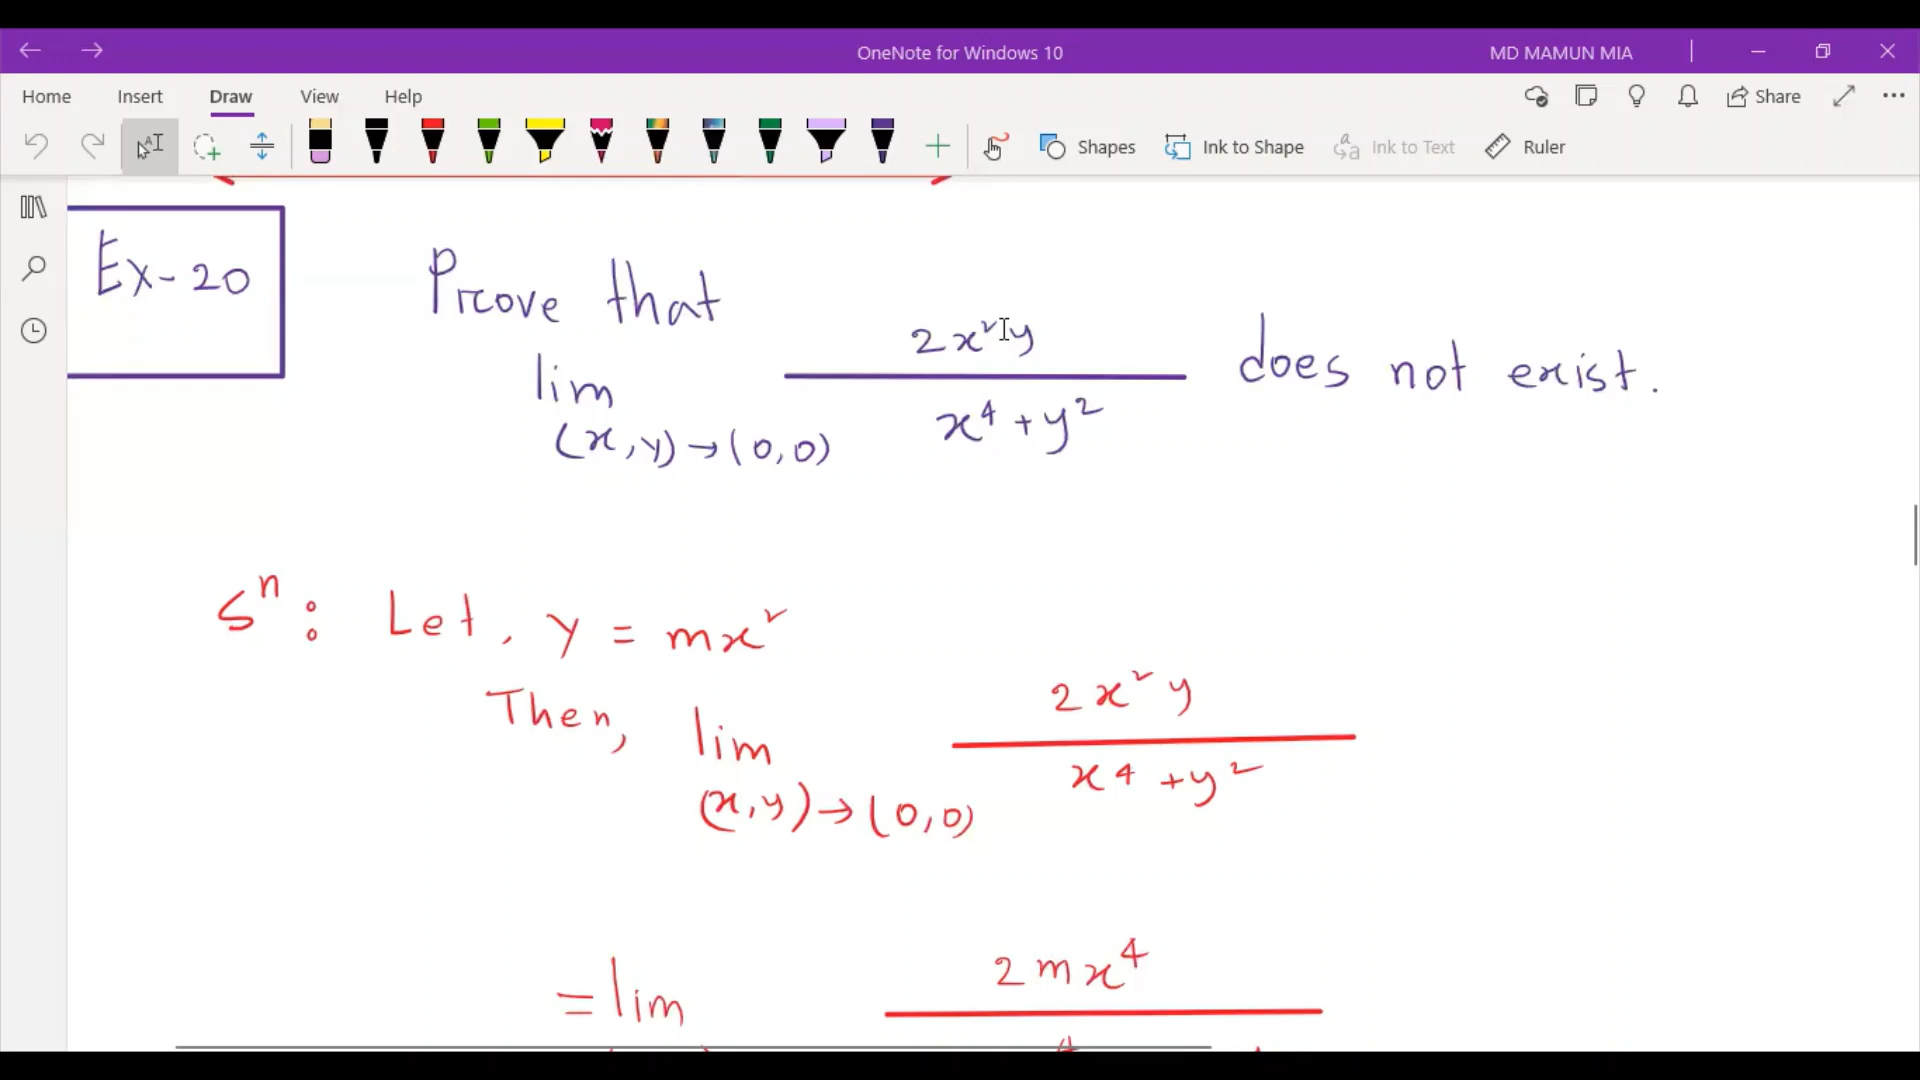 OneNote for Windows 10
MD MAMUN MIA
Home Insert Draw View Help
Share
Shapes Ink to Shape Ink to Text Ruler
Ex-20
Prove that
lim (x,y)→(0,0) 2x²y / x⁴+y² does not exist.
Sⁿ: Let, y = mx²
Then, lim (x,y)→(0,0) 2x²y / x⁴+y²
= lim 2mx⁴